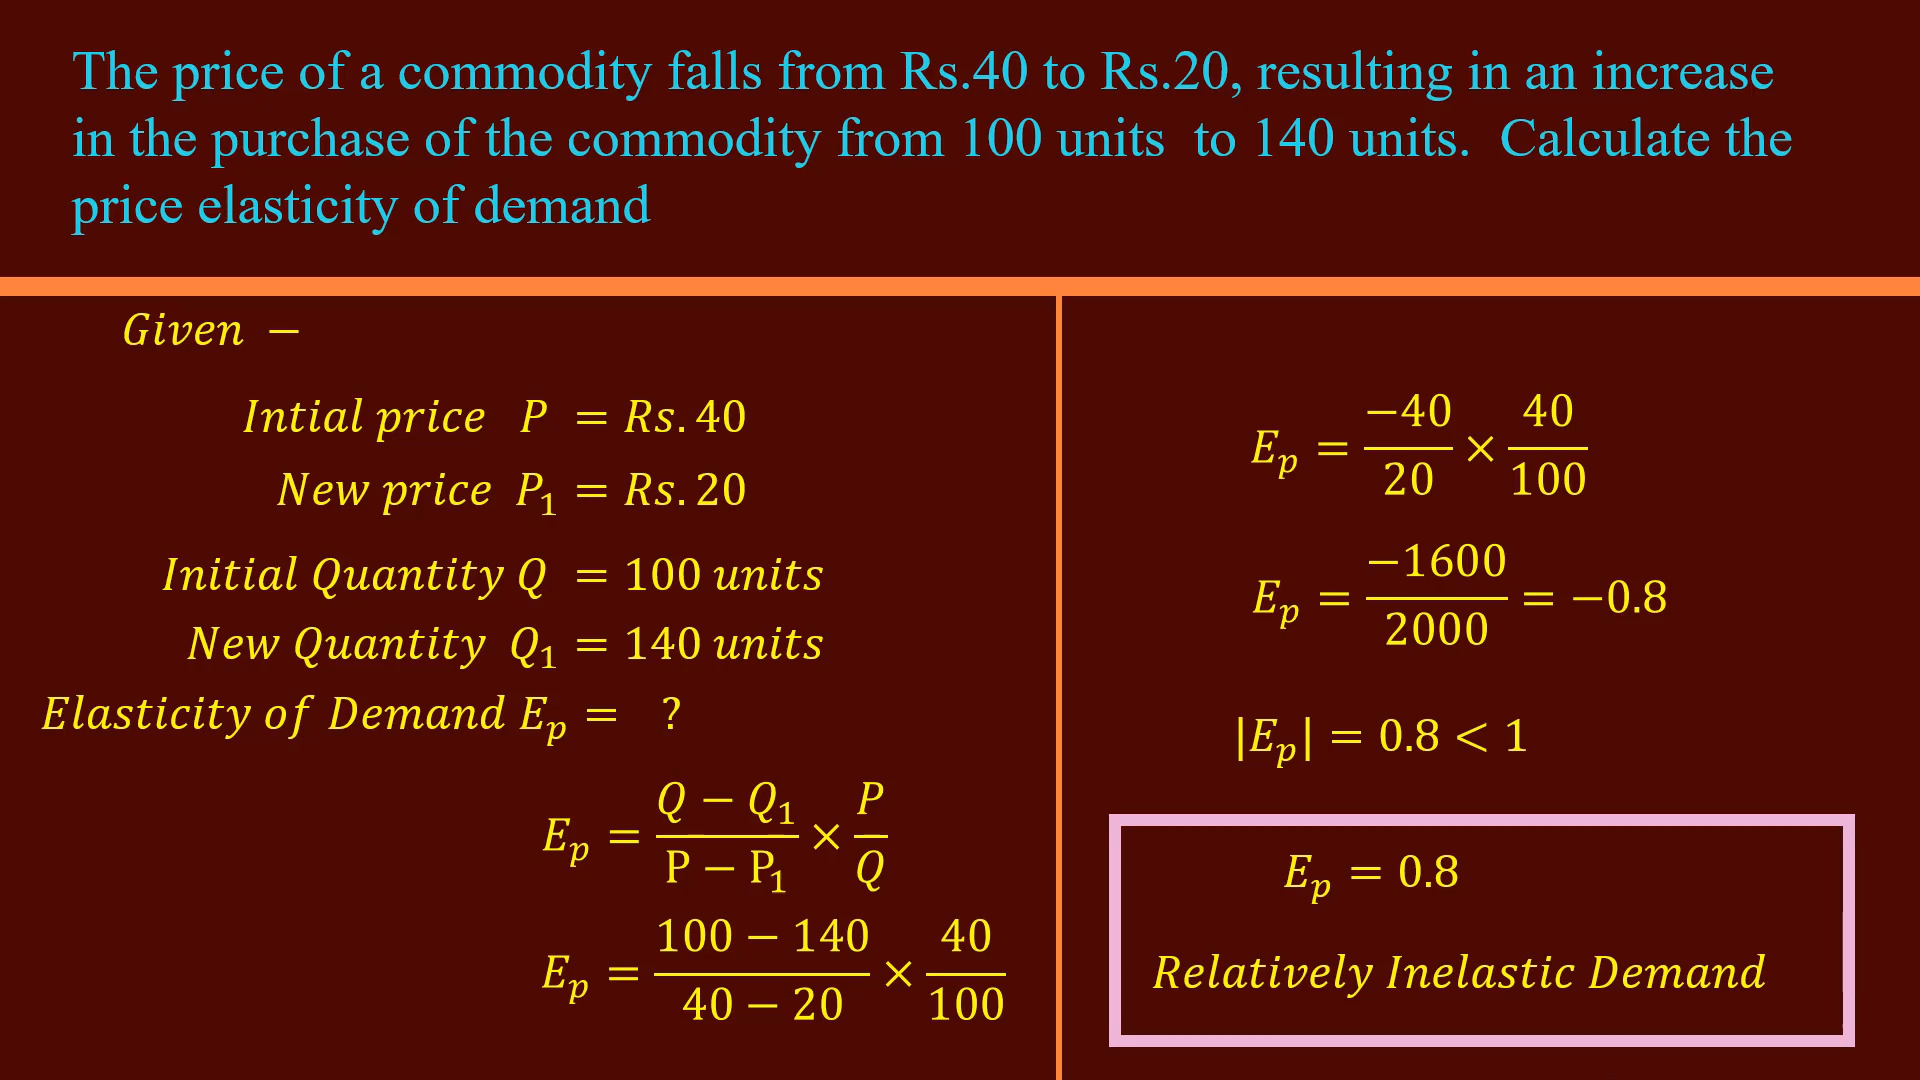 The price of a commodity falls from Rs.40 to Rs.20, resulting in an increase
in the purchase of the commodity from 100 units to 140 units. Calculate the
price elasticity of demand
Given −
Intial price P = Rs. 40
New price P₁ = Rs. 20
Initial Quantity Q = 100 units
New Quantity Q₁ = 140 units
Elasticity of Demand Eₚ = ?
Eₚ = (Q − Q₁)/(P − P₁) × P/Q
Eₚ = (100 − 140)/(40 − 20) × 40/100
Eₚ = −40/20 × 40/100
Eₚ = −1600/2000 = −0.8
|Eₚ| = 0.8 < 1
Eₚ = 0.8
Relatively Inelastic Demand